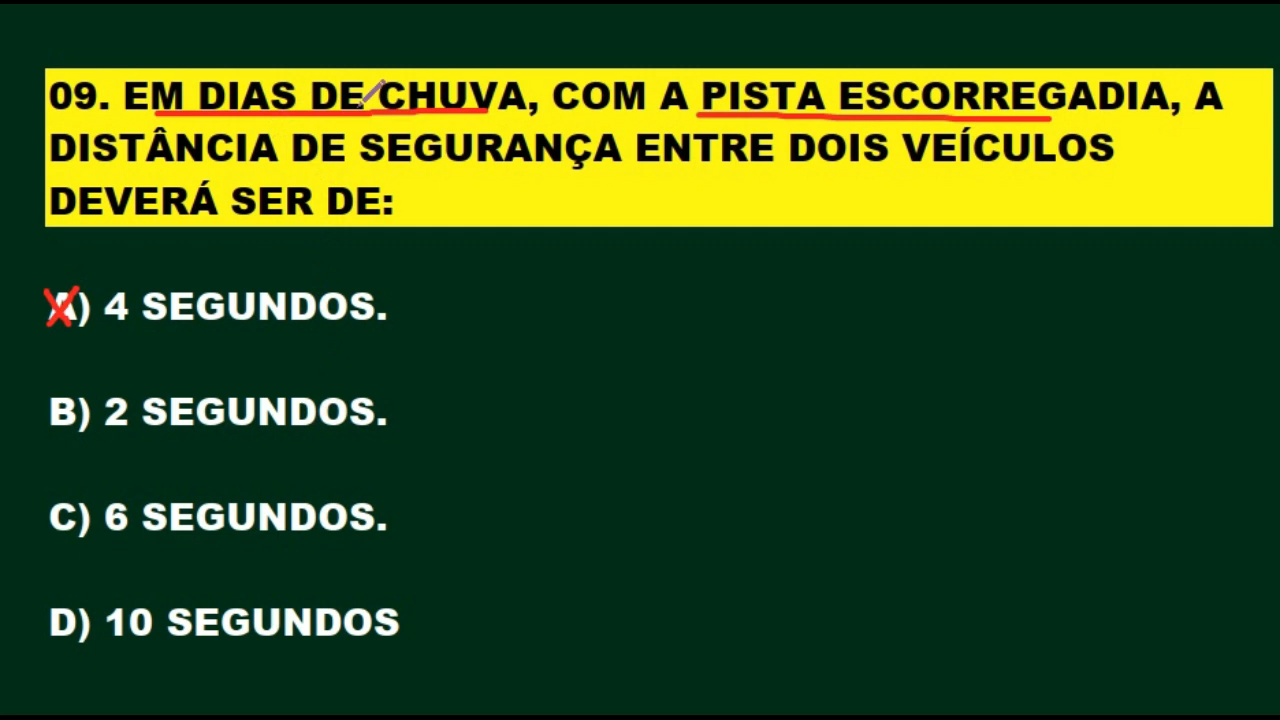 09. EM DIAS DE CHUVA, COM A PISTA ESCORREGADIA, A
DISTÂNCIA DE SEGURANÇA ENTRE DOIS VEÍCULOS
DEVERÁ SER DE:
A) 4 SEGUNDOS.
B) 2 SEGUNDOS.
C) 6 SEGUNDOS.
D) 10 SEGUNDOS